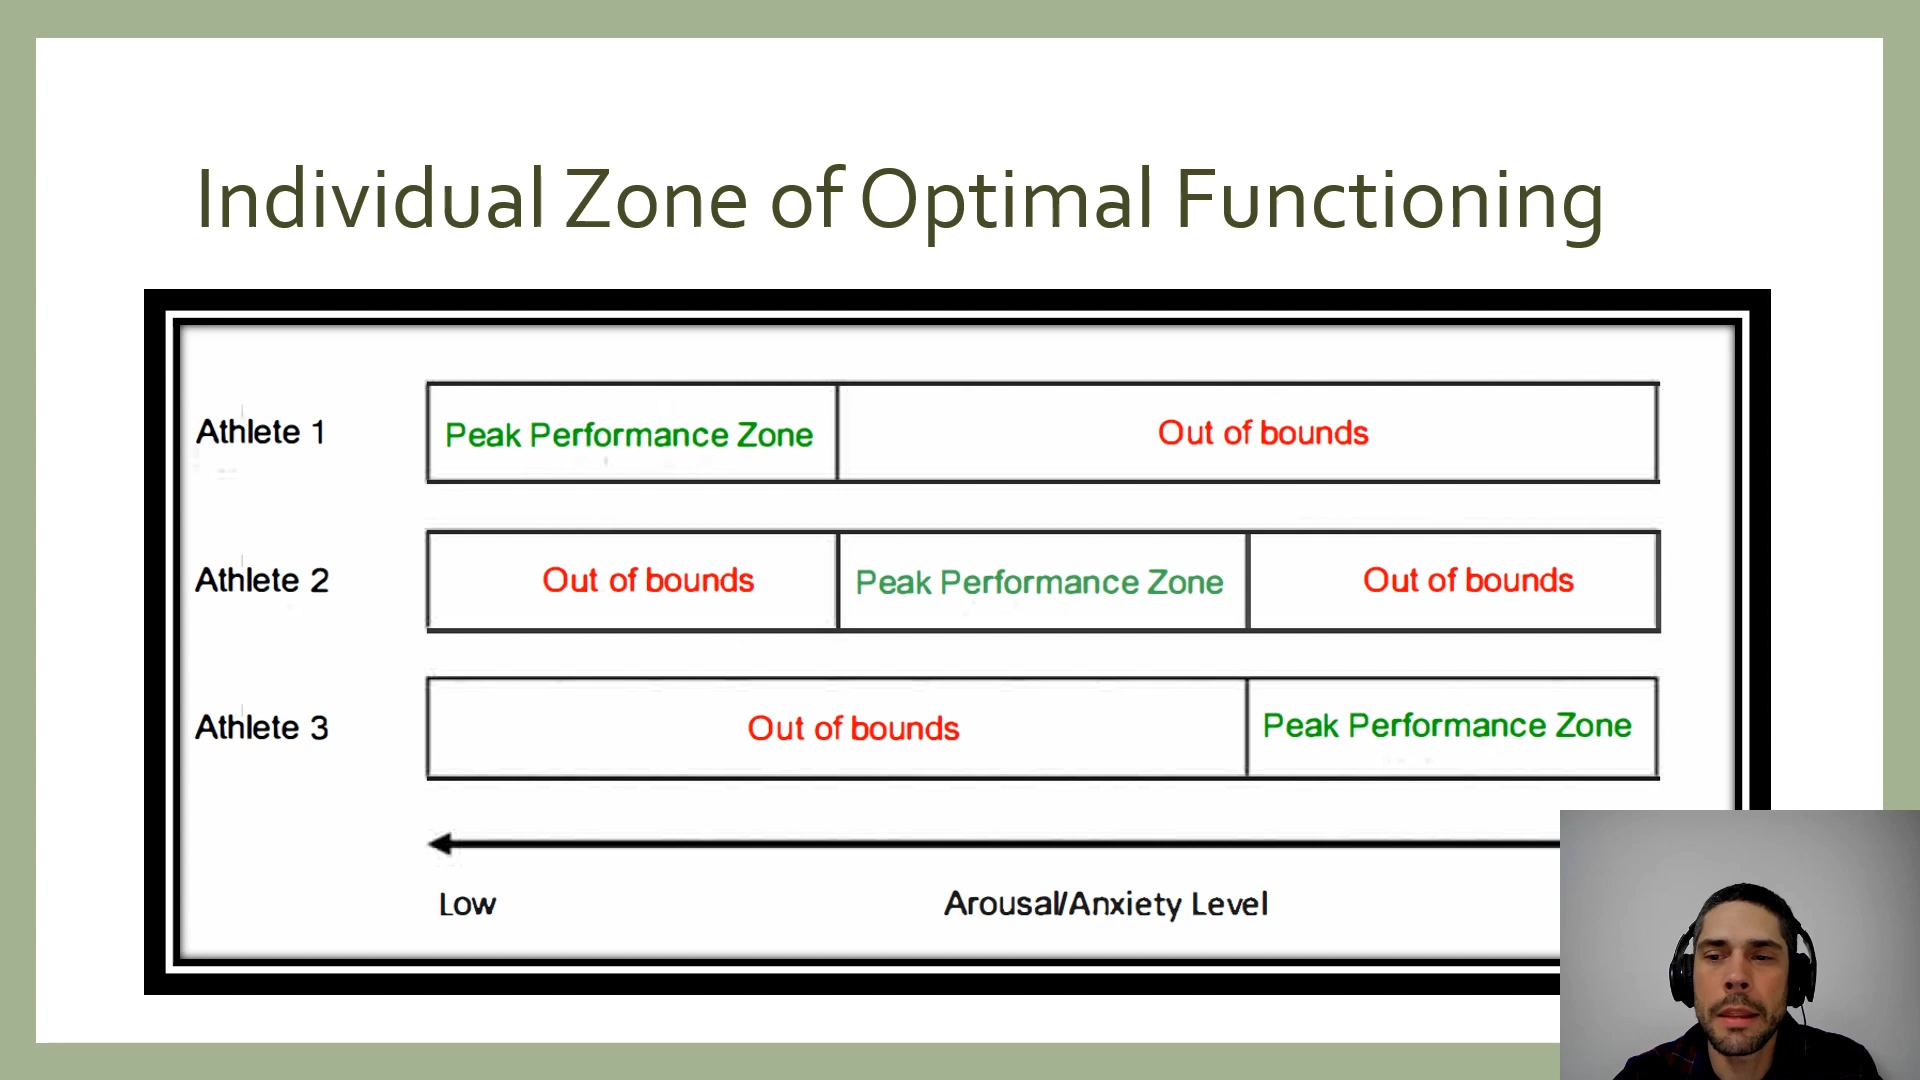 Individual Zone of Optimal Functioning
Athlete 1
Peak Performance Zone
Out of bounds
Athlete 2
Out of bounds
Peak Performance Zone
Out of bounds
Athlete 3
Out of bounds
Peak Performance Zone
Low
Arousal/Anxiety Level